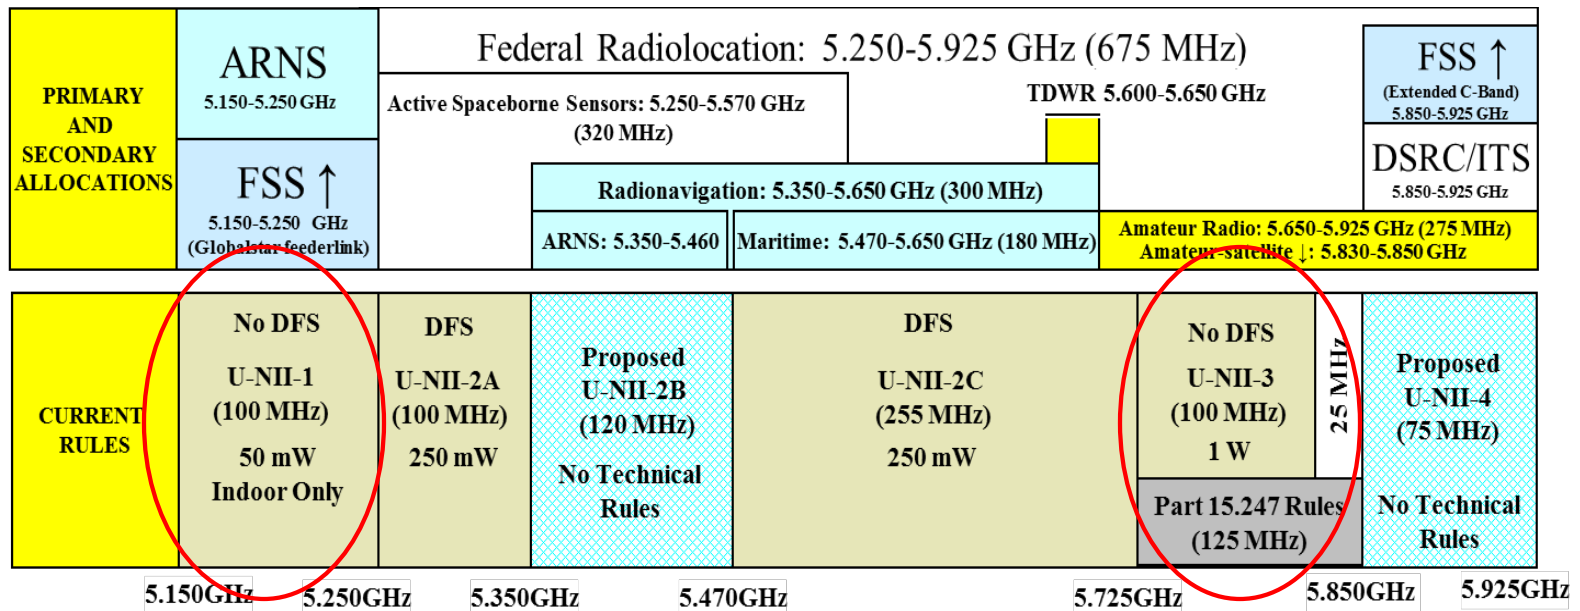 PRIMARY
AND
SECONDARY
ALLOCATIONS
ARNS
5.150-5.250 GHz
FSS ↑
5.150-5.250 GHz
(Globalstar feederlink)
Federal Radiolocation: 5.250-5.925 GHz (675 MHz)
Active Spaceborne Sensors: 5.250-5.570 GHz
(320 MHz)
TDWR 5.600-5.650 GHz
Radionavigation: 5.350-5.650 GHz (300 MHz)
ARNS: 5.350-5.460
Maritime: 5.470-5.650 GHz (180 MHz)
FSS ↑
(Extended C-Band)
5.850-5.925 GHz
DSRC/ITS
5.850-5.925 GHz
Amateur Radio: 5.650-5.925 GHz (275 MHz)
Amateur-satellite ↓: 5.830-5.850 GHz
CURRENT
RULES
No DFS
U-NII-1
(100 MHz)
50 mW
Indoor Only
DFS
U-NII-2A
(100 MHz)
250 mW
Proposed
U-NII-2B
(120 MHz)
No Technical
Rules
DFS
U-NII-2C
(255 MHz)
250 mW
No DFS
U-NII-3
(100 MHz)
1 W
25 MHz
Part 15.247 Rules
(125 MHz)
Proposed
U-NII-4
(75 MHz)
No Technical
Rules
5.150GHz
5.250GHz
5.350GHz
5.470GHz
5.725GHz
5.850GHz
5.925GHz